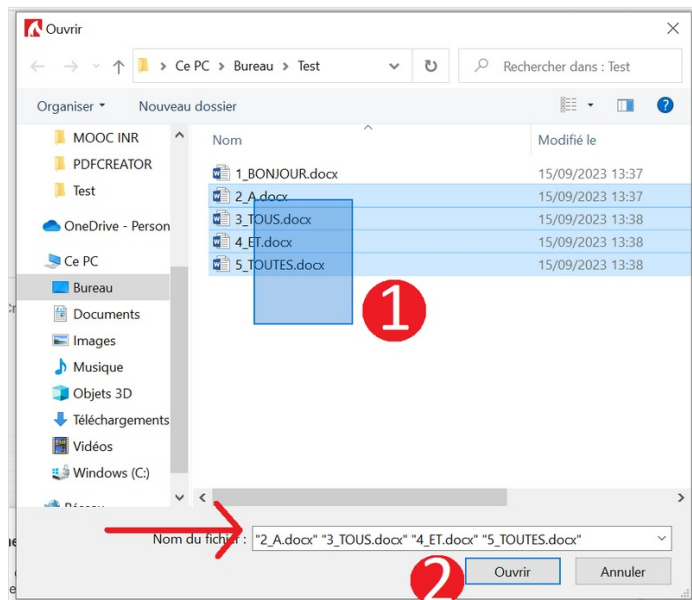 Ouvrir
Ce PC > Bureau > Test
Rechercher dans : Test
Organiser
Nouveau dossier
MOOC INR
PDFCREATOR
Test
OneDrive - Person
Ce PC
Bureau
Documents
Images
Musique
Objets 3D
Téléchargements
Vidéos
Windows (C:)
Nom
Modifié le
1_BONJOUR.docx 15/09/2023 13:37
2_A.docx 15/09/2023 13:37
3_TOUS.docx 15/09/2023 13:38
4_ET.docx 15/09/2023 13:38
5_TOUTES.docx 15/09/2023 13:38
1
Nom du fichier : "2_A.docx" "3_TOUS.docx" "4_ET.docx" "5_TOUTES.docx"
2
Ouvrir
Annuler